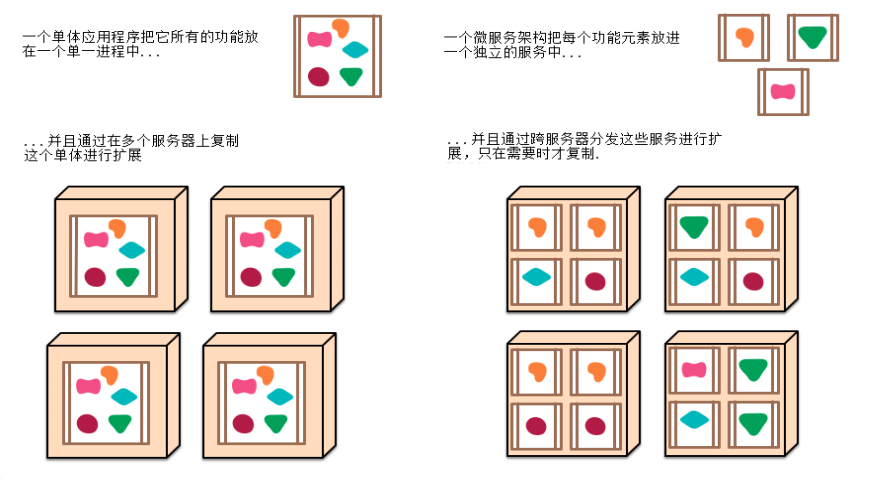 一个单体应用程序把它所有的功能放
在一个单一进程中...
...并且通过在多个服务器上复制
这个单体进行扩展
一个微服务架构把每个功能元素放进
一个独立的服务中...
...并且通过跨服务器分发这些服务进行扩
展，只在需要时才复制.